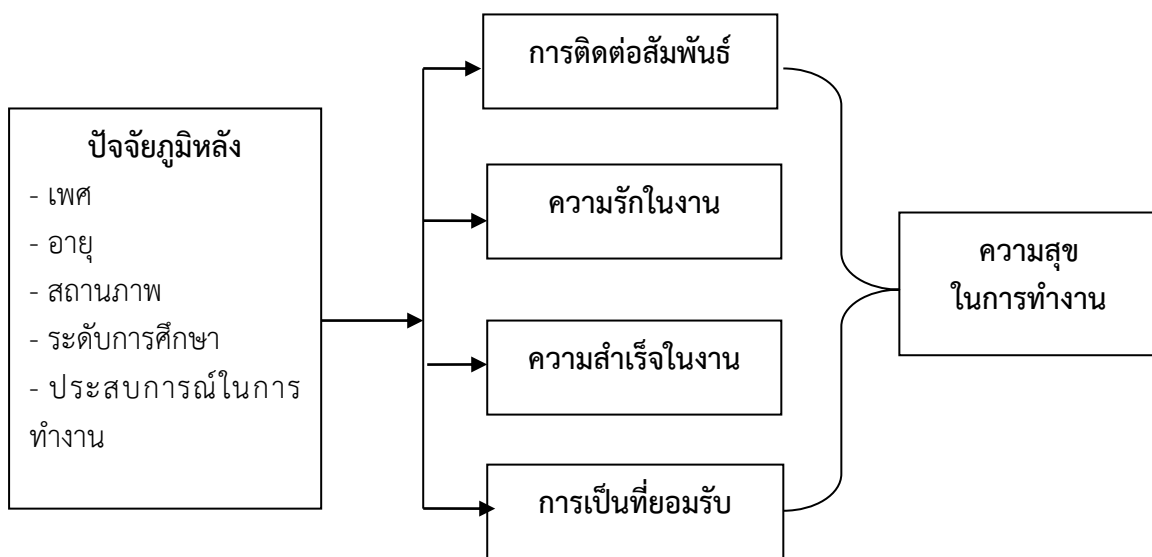 ปัจจัยภูมิหลัง
- เพศ
- อายุ
- สถานภาพ
- ระดับการศึกษา
- ประสบการณ์ในการ
ทำงาน
การติดต่อสัมพันธ์
ความรักในงาน
ความสำเร็จในงาน
การเป็นที่ยอมรับ
ความสุข
ในการทำงาน